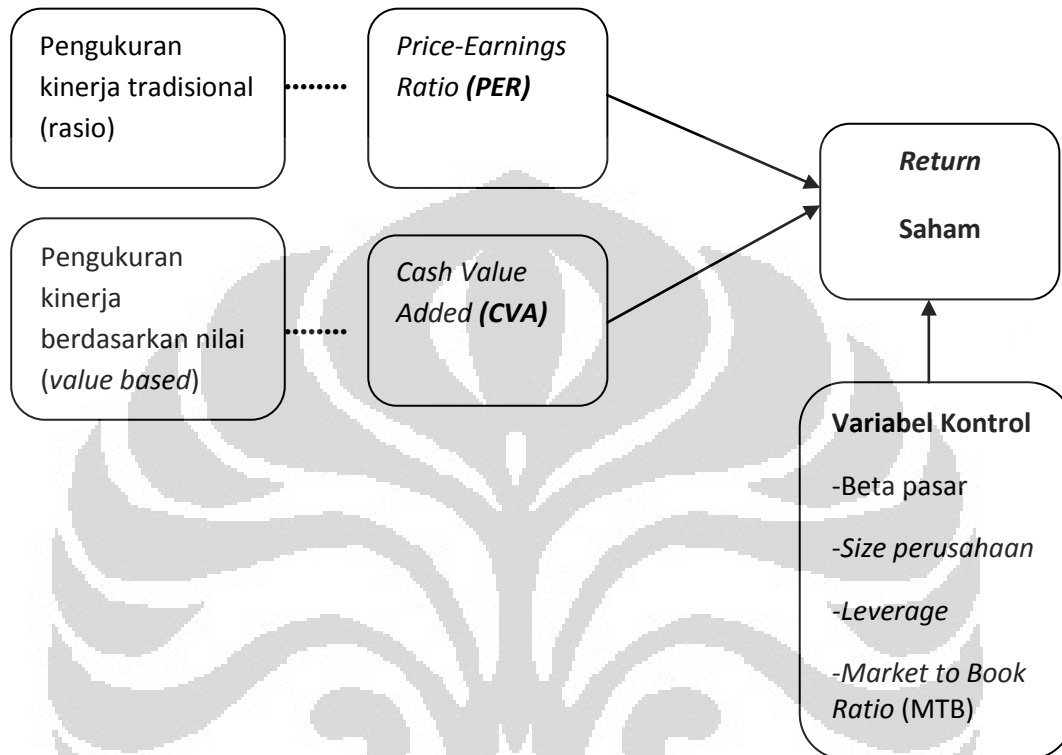 Pengukuran
kinerja tradisional
(rasio)
Price-Earnings
Ratio (PER)
Return
Saham
Pengukuran
kinerja
berdasarkan nilai
(value based)
Cash Value
Added (CVA)
Variabel Kontrol
-Beta pasar
-Size perusahaan
-Leverage
-Market to Book
Ratio (MTB)